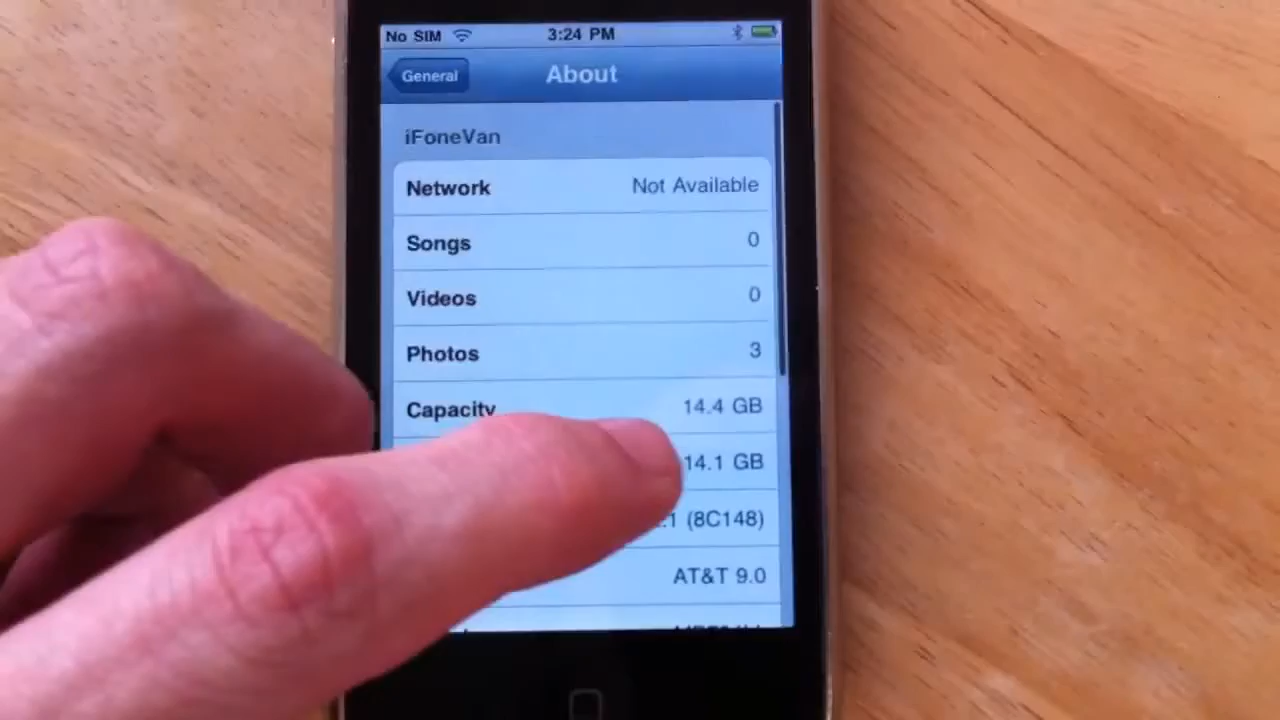 No SIM 3:24 PM
General About
iFoneVan
Network Not Available
Songs 0
Videos 0
Photos 3
Capacity 14.4 GB
14.1 GB
(8C148)
AT&T 9.0